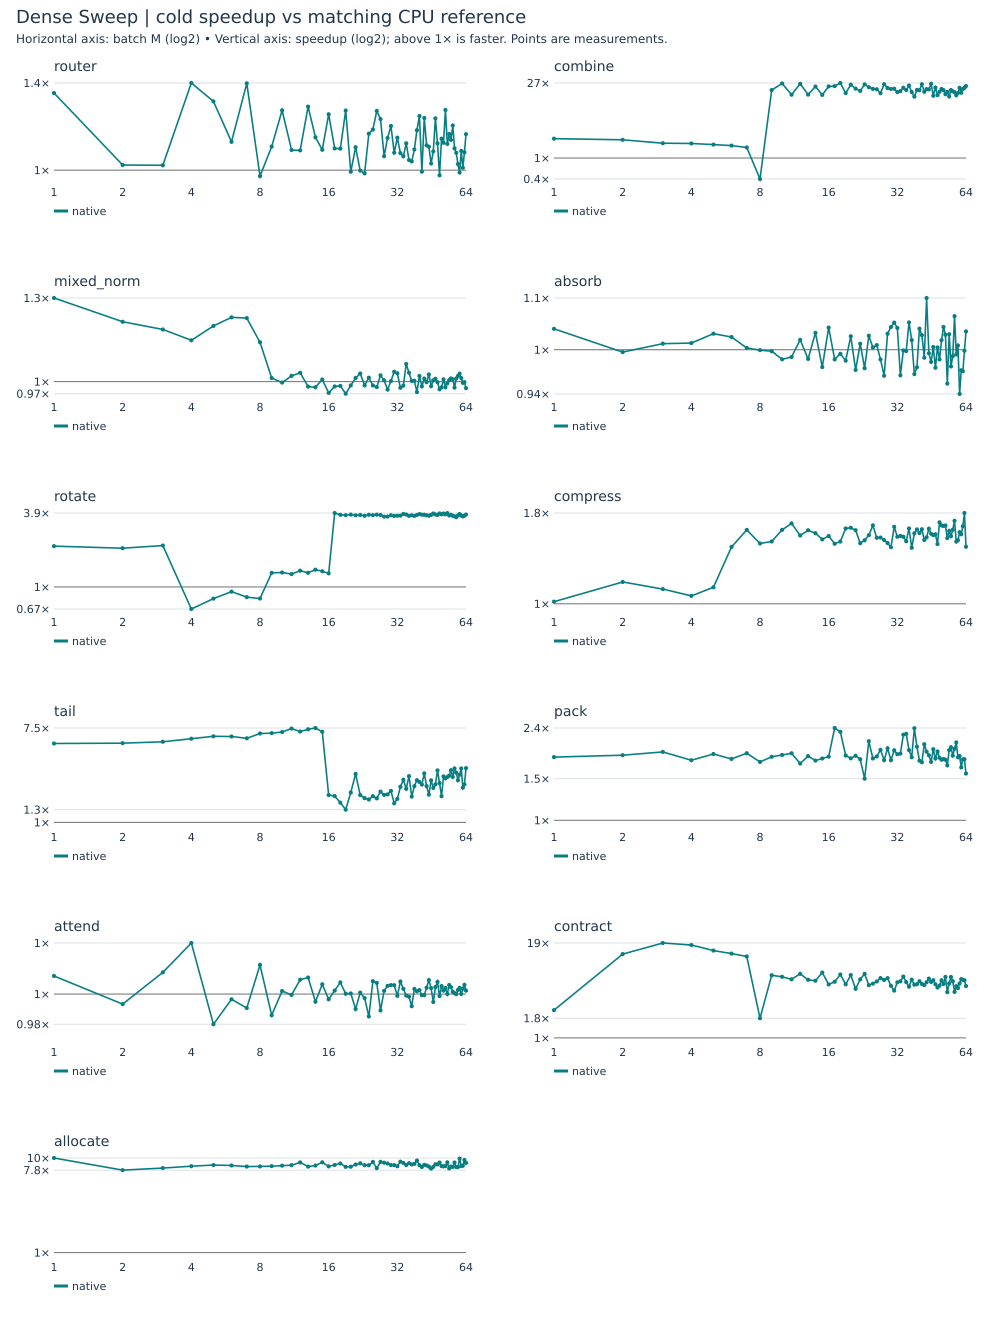 Dense Sweep | cold speedup vs matching CPU reference
Horizontal axis: batch M (log2) • Vertical axis: speedup (log2); above 1× is faster. Points are measurements.
router
1.4×
1×
1 2 4 8 16 32 64
native
combine
27×
1×
0.4×
1 2 4 8 16 32 64
native
mixed_norm
1.3×
1×
0.97×
1 2 4 8 16 32 64
native
absorb
1.1×
1×
0.94×
1 2 4 8 16 32 64
native
rotate
3.9×
1×
0.67×
1 2 4 8 16 32 64
native
compress
1.8×
1×
1 2 4 8 16 32 64
native
tail
7.5×
1.3×
1×
1 2 4 8 16 32 64
native
pack
2.4×
1.5×
1×
1 2 4 8 16 32 64
native
attend
1×
1×
0.98×
1 2 4 8 16 32 64
native
contract
19×
1.8×
1×
1 2 4 8 16 32 64
native
allocate
10×
7.8×
1×
1 2 4 8 16 32 64
native